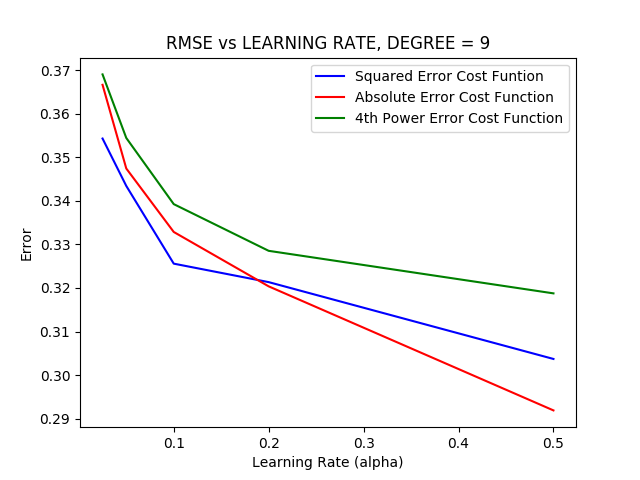 RMSE vs LEARNING RATE, DEGREE = 9
Squared Error Cost Funtion
Absolute Error Cost Function
4th Power Error Cost Function
Error
0.37
0.36
0.35
0.34
0.33
0.32
0.31
0.30
0.29
0.1 0.2 0.3 0.4 0.5
Learning Rate (alpha)